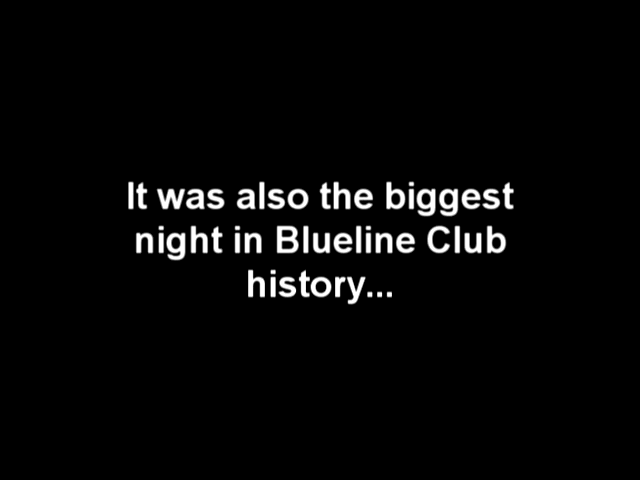 It was also the biggest
night in Blueline Club
history...